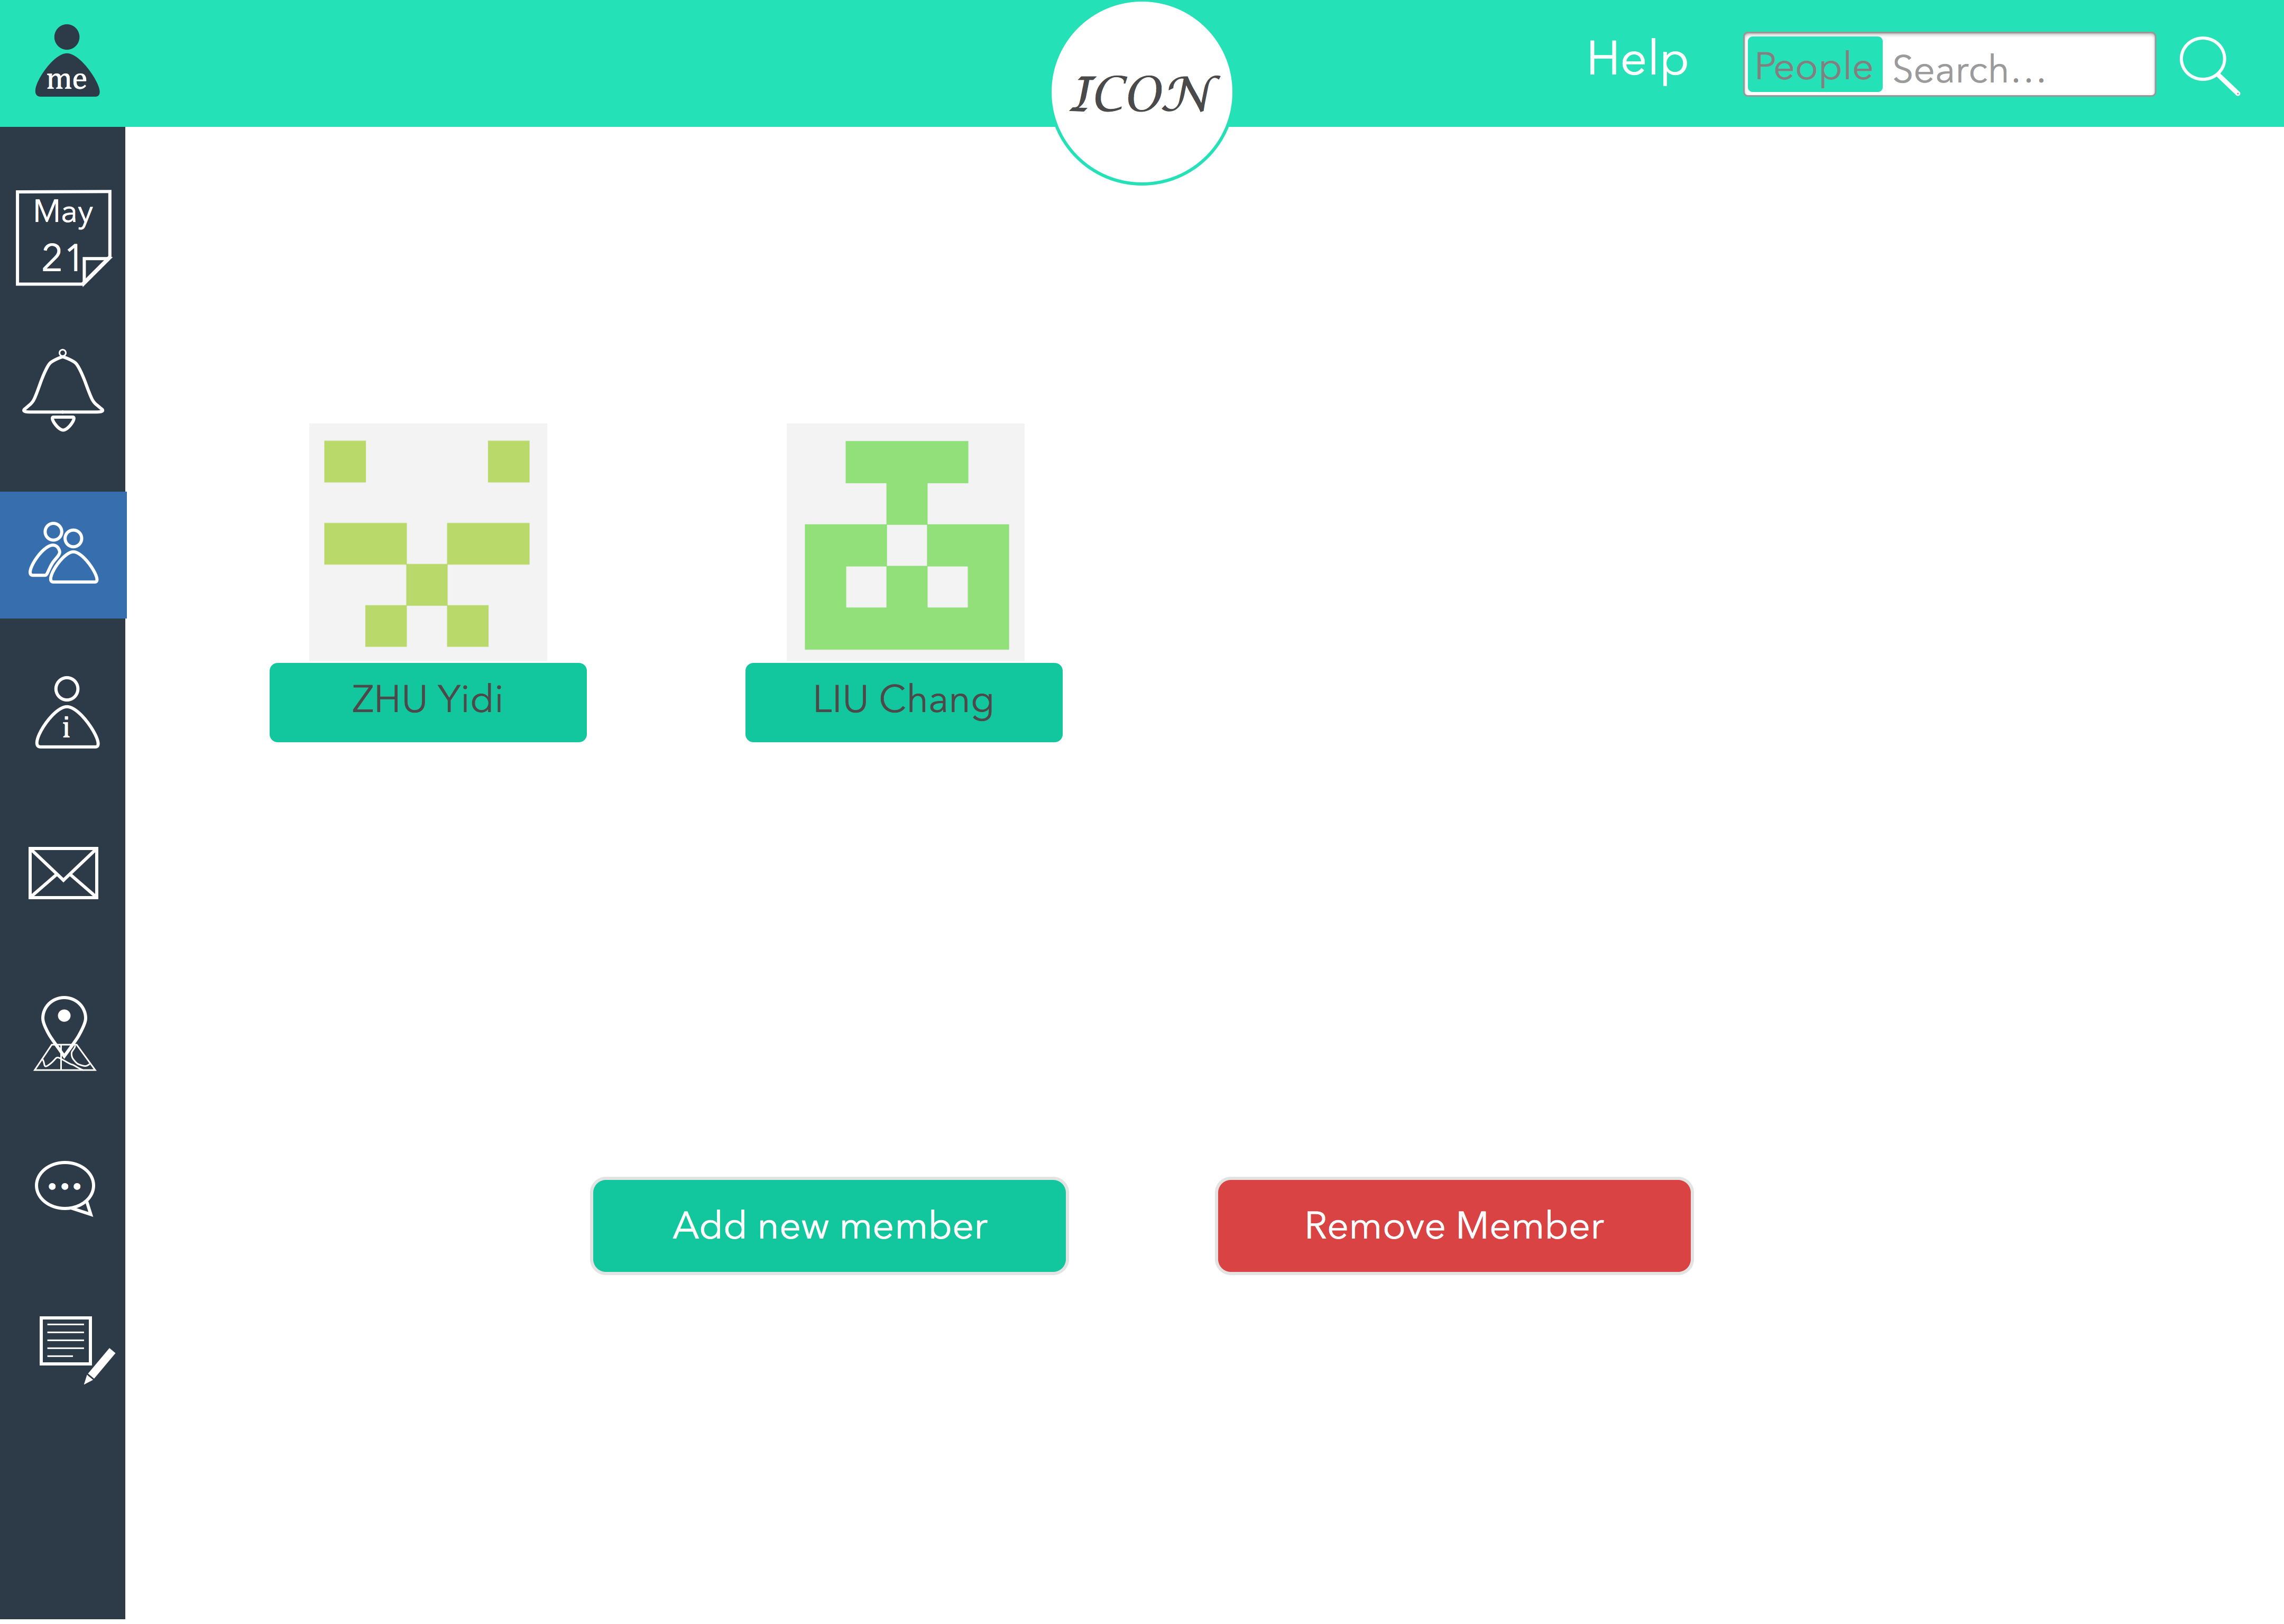 me
ICON
Help
People
Search...
May
21
ZHU Yidi
LIU Chang
i
Add new member
Remove Member